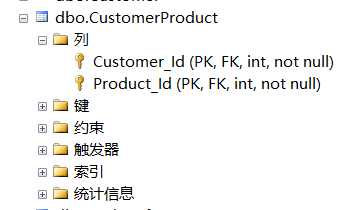 dbo.CustomerProduct
列
Customer_Id (PK, FK, int, not null)
Product_Id (PK, FK, int, not null)
键
约束
触发器
索引
统计信息